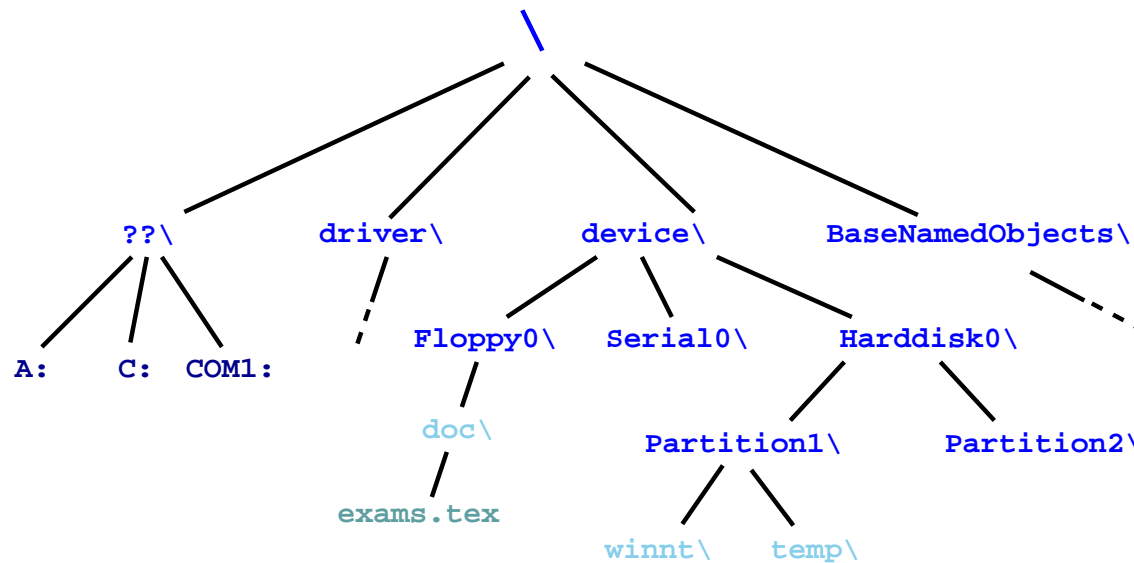 \
??\ driver\ device\ BaseNamedObjects\
Floppy0\ Serial0\ Harddisk0\
A: C: COM1:
doc\
Partition1\ Partition2\
exams.tex
winnt\ temp\